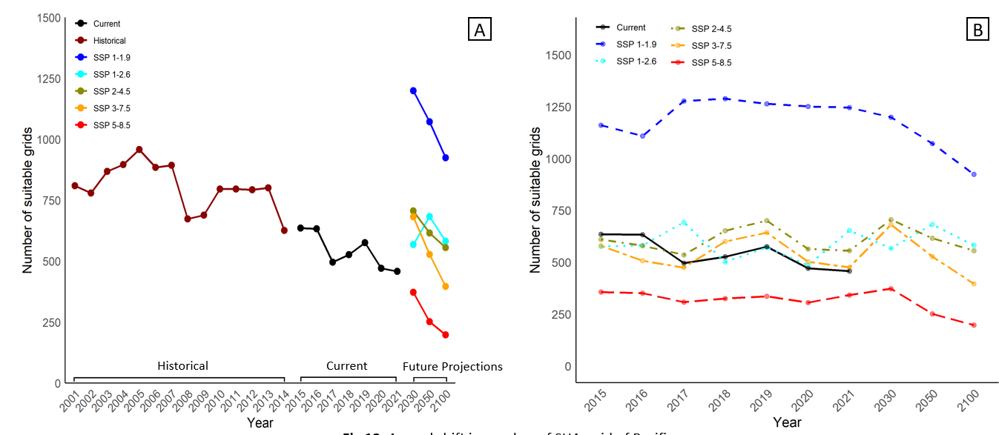 A
1500
1250
1000
750
500
250
0
Number of suitable grids
Current
Historical
SSP 1-1.9
SSP 1-2.6
SSP 2-4.5
SSP 3-7.5
SSP 5-8.5
Historical
Current
Future Projections
2001
2002
2003
2004
2005
2006
2007
2008
2009
2010
2011
2012
2013
2014
2015
2016
2017
2018
2019
2020
2021
2030
2050
2100
Year
B
1500
1250
1000
750
500
250
0
Number of suitable grids
Current
SSP 1-1.9
SSP 1-2.6
SSP 2-4.5
SSP 3-7.5
SSP 5-8.5
2015
2016
2017
2018
2019
2020
2021
2030
2050
2100
Year